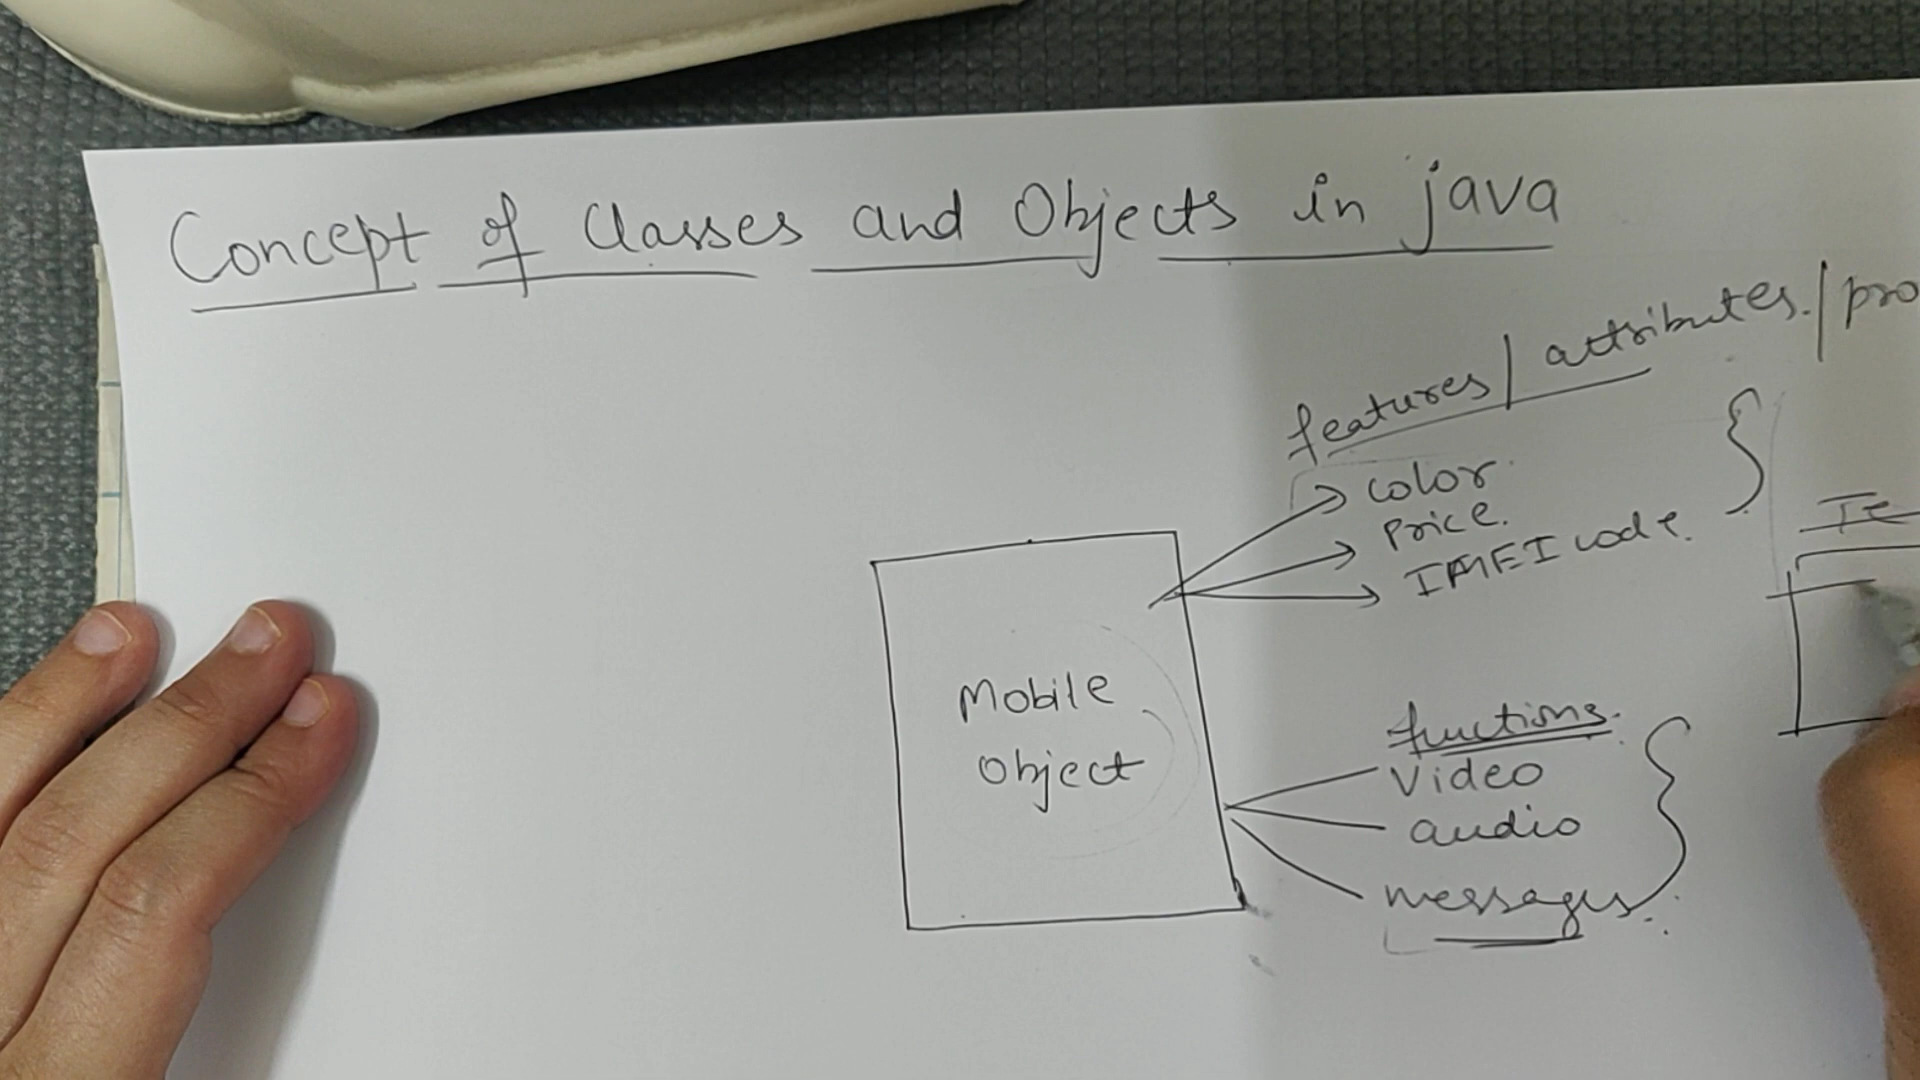 Concept of Classes and Objects in java
features / attributes. /
color.
Price.
IMEI code.
Mobile
Object
functions.
Video
audio
messages